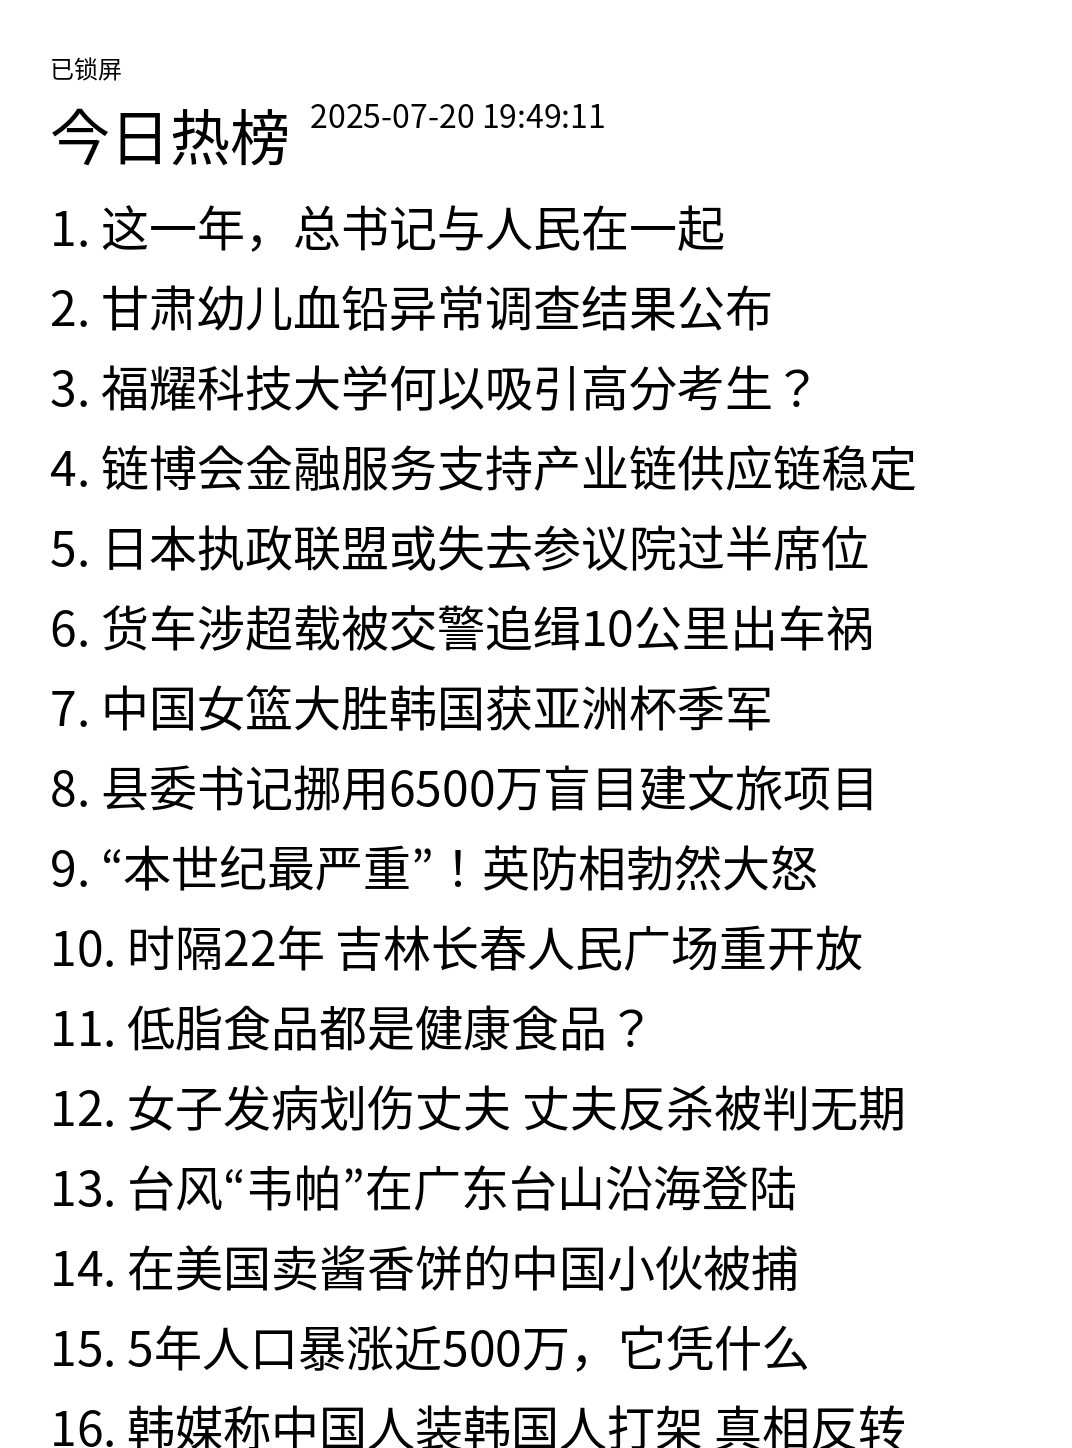 已锁屏
今日热榜 2025-07-20 19:49:11
1. 这一年，总书记与人民在一起
2. 甘肃幼儿血铅异常调查结果公布
3. 福耀科技大学何以吸引高分考生？
4. 链博会金融服务支持产业链供应链稳定
5. 日本执政联盟或失去参议院过半席位
6. 货车涉超载被交警追缉10公里出车祸
7. 中国女篮大胜韩国获亚洲杯季军
8. 县委书记挪用6500万盲目建文旅项目
9. “本世纪最严重”！英防相勃然大怒
10. 时隔22年 吉林长春人民广场重开放
11. 低脂食品都是健康食品？
12. 女子发病划伤丈夫 丈夫反杀被判无期
13. 台风“韦帕”在广东台山沿海登陆
14. 在美国卖酱香饼的中国小伙被捕
15. 5年人口暴涨近500万，它凭什么
16. 韩媒称中国人装韩国人打架 真相反转